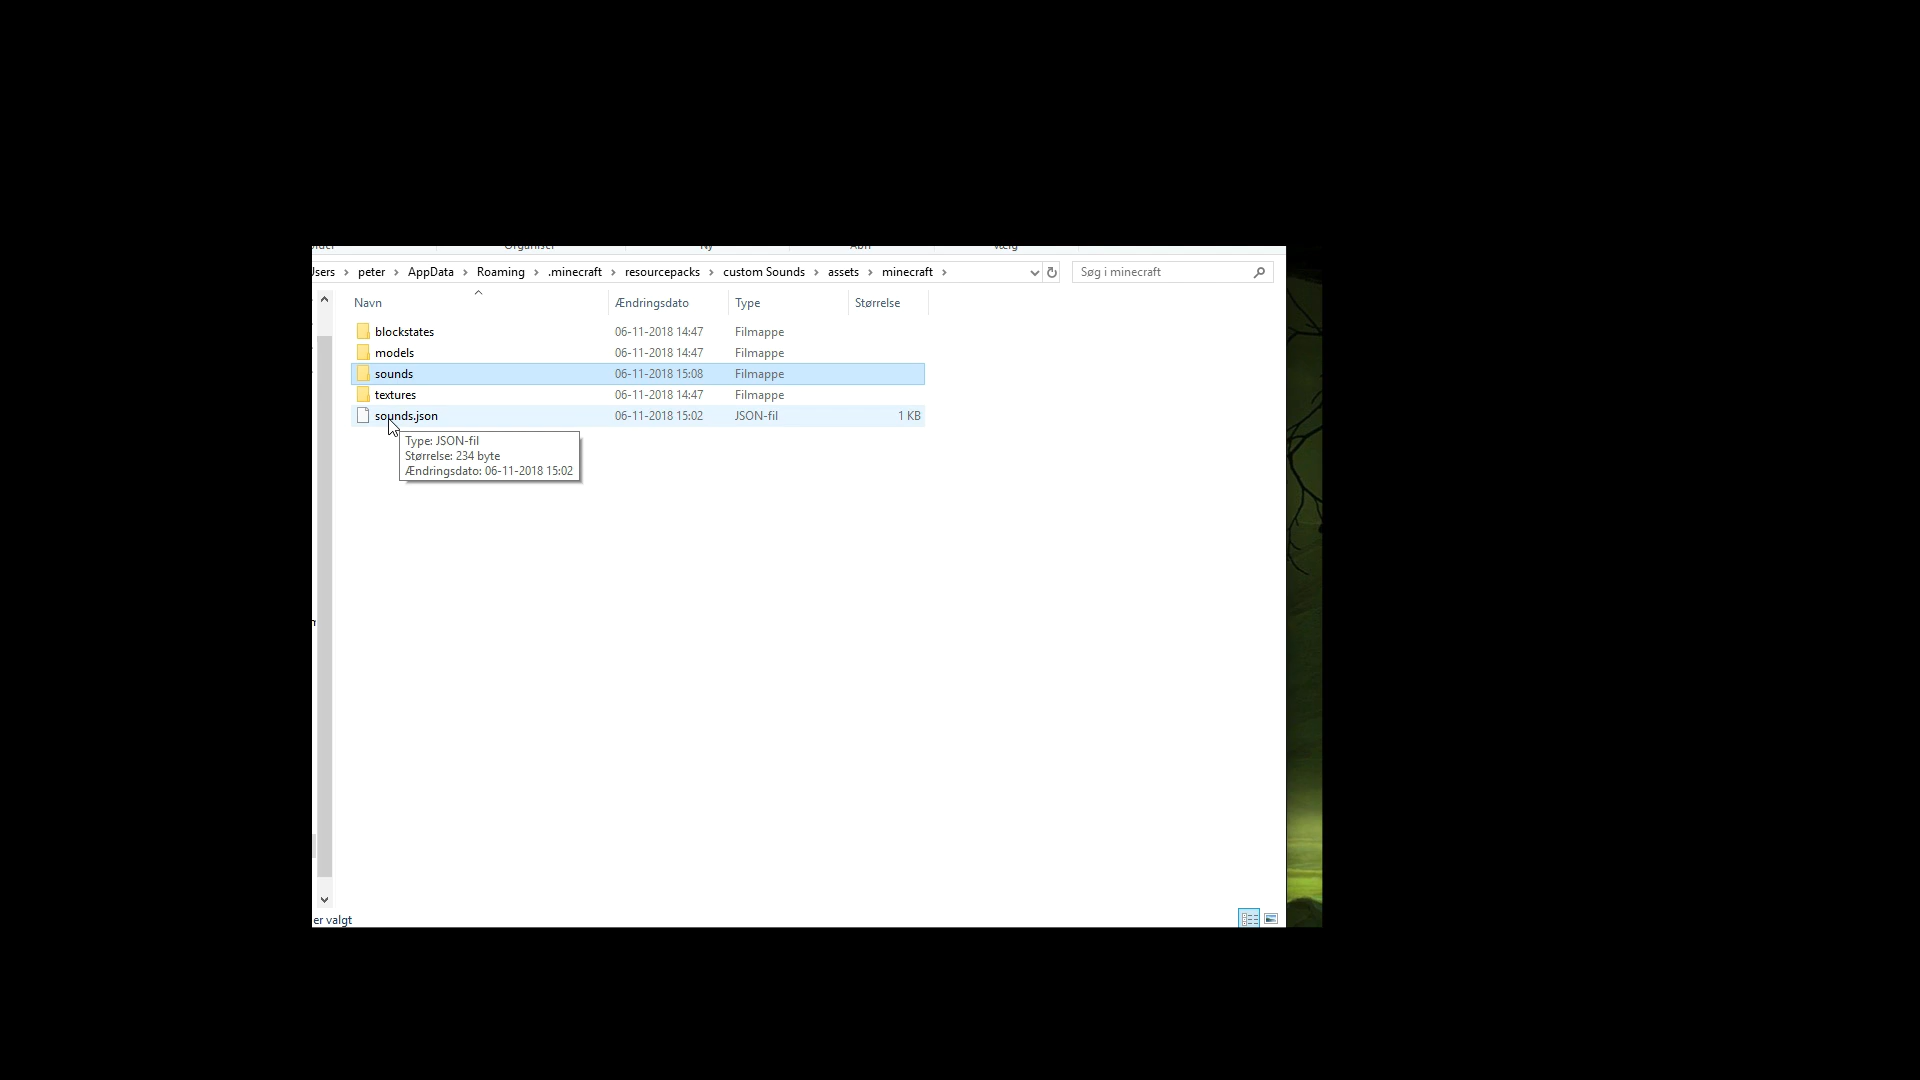 Users peter AppData Roaming .minecraft resourcepacks custom Sounds assets minecraft Søg i minecraft
Navn Ændringsdato Type Størrelse
blockstates 06-11-2018 14:47 Filmappe
models 06-11-2018 14:47 Filmappe
sounds 06-11-2018 15:08 Filmappe
textures 06-11-2018 14:47 Filmappe
sounds.json 06-11-2018 15:02 JSON-fil 1 KB
Type: JSON-fil
Størrelse: 234 byte
Ændringsdato: 06-11-2018 15:02
er valgt